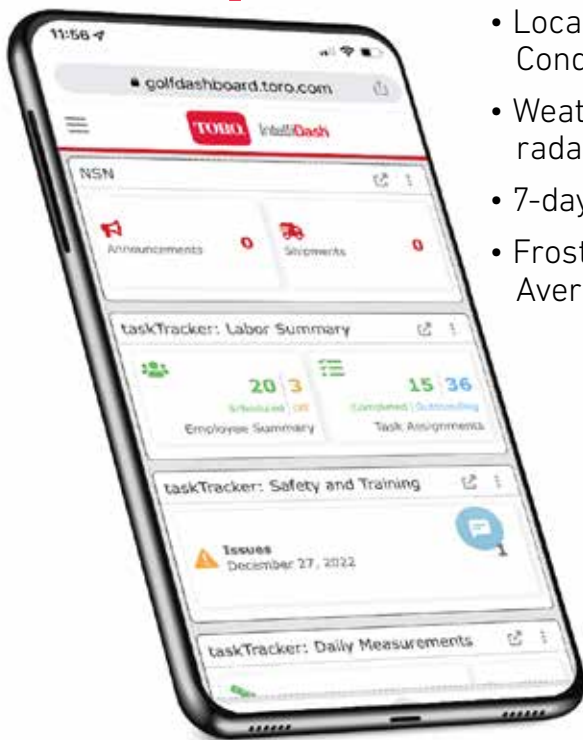 11:56
golfdashboard.toro.com
TORO. IntelliDash
NSN
Announcements 0
Shipments 0
taskTracker: Labor Summary
20 3
Scheduled Off
Employee Summary
15 36
Completed Outstanding
Task Assignments
taskTracker: Safety and Training
Issues
December 27, 2022
1
taskTracker: Daily Measurements
• Loca
Cond
• Weat
rada
• 7-day
• Frost
Aver